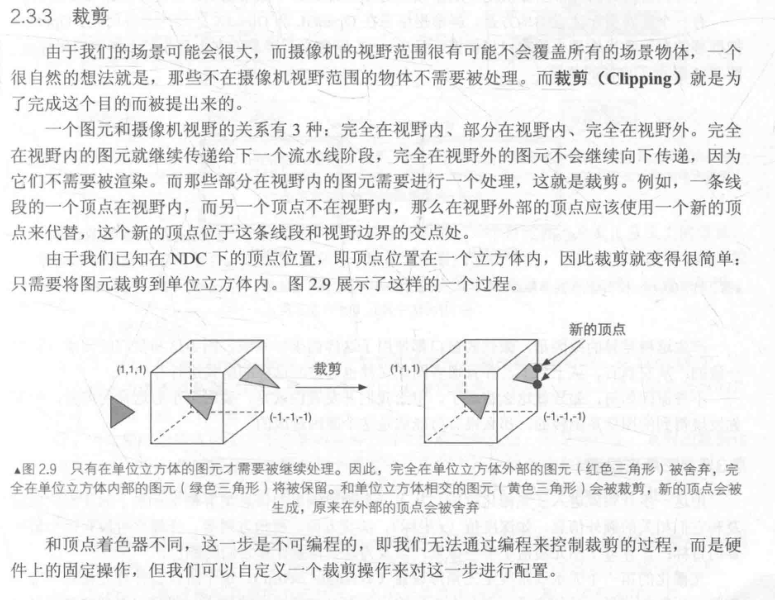 2.3.3 裁剪
由于我们的场景可能会很大，而摄像机的视野范围很有可能不会覆盖所有的场景物体，一个
很自然的想法就是，那些不在摄像机视野范围的物体不需要被处理。而裁剪（Clipping）就是为
了完成这个目的而被提出来的。
一个图元和摄像机视野的关系有 3 种：完全在视野内、部分在视野内、完全在视野外。完全
在视野内的图元就继续传递给下一个流水线阶段，完全在视野外的图元不会继续向下传递，因为
它们不需要被渲染。而那些部分在视野内的图元需要进行一个处理，这就是裁剪。例如，一条线
段的一个顶点在视野内，而另一个顶点不在视野内，那么在视野外部的顶点应该使用一个新的顶
点来代替，这个新的顶点位于这条线段和视野边界的交点处。
由于我们已知在 NDC 下的顶点位置，即顶点位置在一个立方体内，因此裁剪就变得很简单：
只需要将图元裁剪到单位立方体内。图 2.9 展示了这样的一个过程。
新的顶点
(1,1,1)
裁剪
(1,1,1)
(-1,-1,-1)
(-1,-1,-1)
▲图 2.9 只有在单位立方体的图元才需要被继续处理。因此，完全在单位立方体外部的图元（红色三角形）被舍弃，完
全在单位立方体内部的图元（绿色三角形）将被保留。和单位立方体相交的图元（黄色三角形）会被裁剪，新的顶点会被
生成，原来在外部的顶点会被舍弃
和顶点着色器不同，这一步是不可编程的，即我们无法通过编程来控制裁剪的过程，而是硬
件上的固定操作，但我们可以自定义一个裁剪操作来对这一步进行配置。